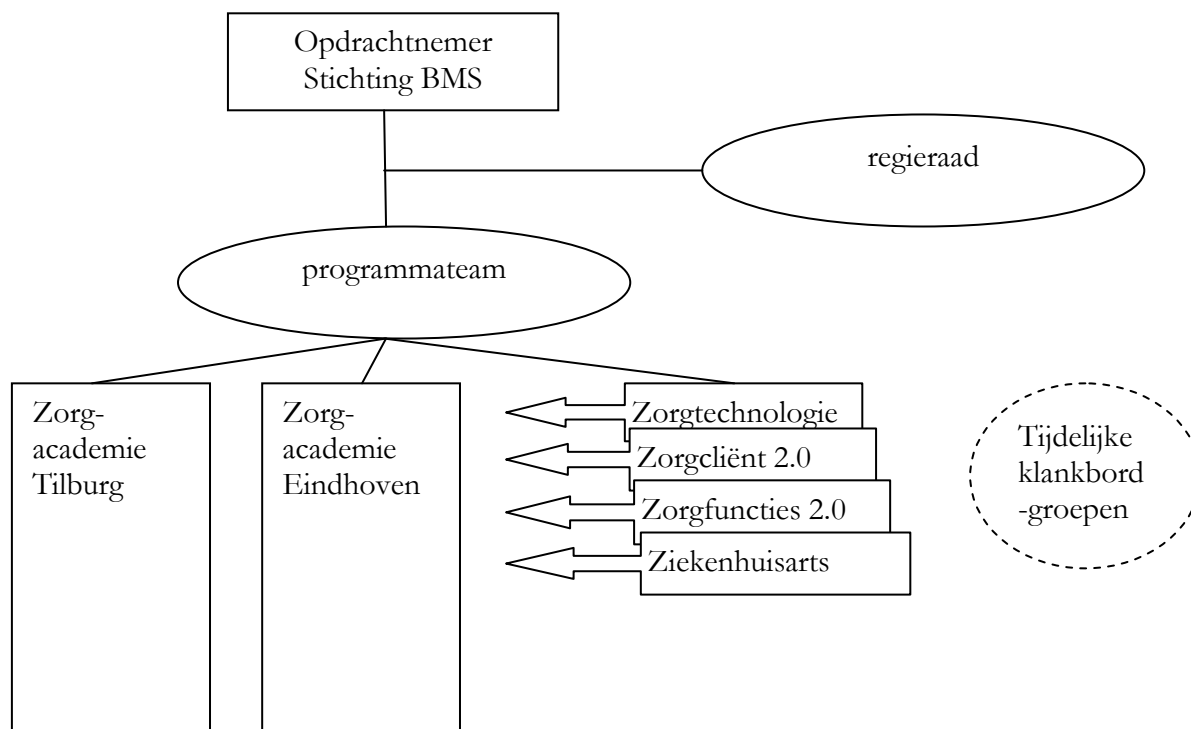 Opdrachtnemer
Stichting BMS
regieraad
programmateam
Zorg-
academie
Tilburg
Zorg-
academie
Eindhoven
Zorgtechnologie
Zorgcliënt 2.0
Zorgfuncties 2.0
Ziekenhuisarts
Tijdelijke
klankbord
-groepen